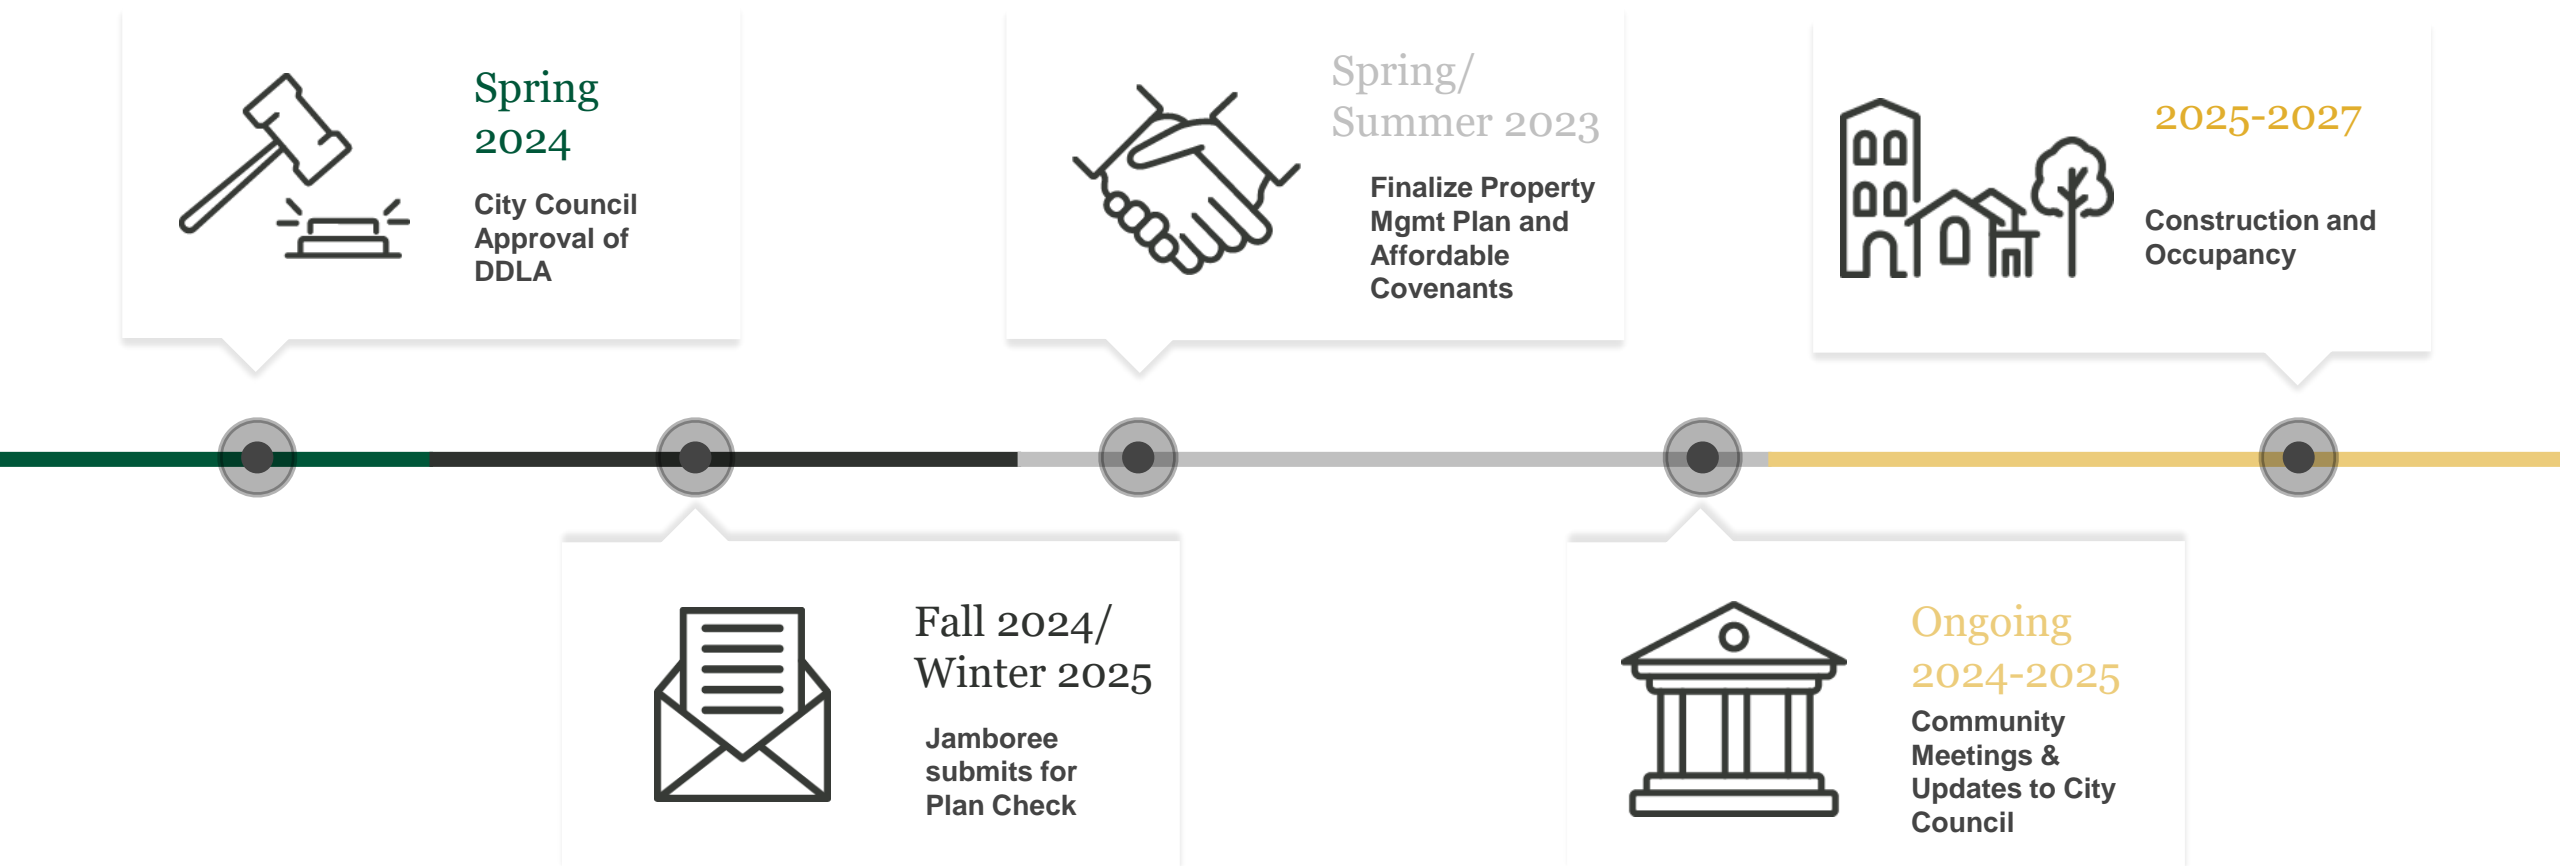 Spring
2024
City Council
Approval of
DDLA
Spring/
Summer 2023
Finalize Property
Mgmt Plan and
Affordable
Covenants
2025-2027
Construction and
Occupancy
Fall 2024/
Winter 2025
Jamboree
submits for
Plan Check
Ongoing
2024-2025
Community
Meetings &
Updates to City
Council